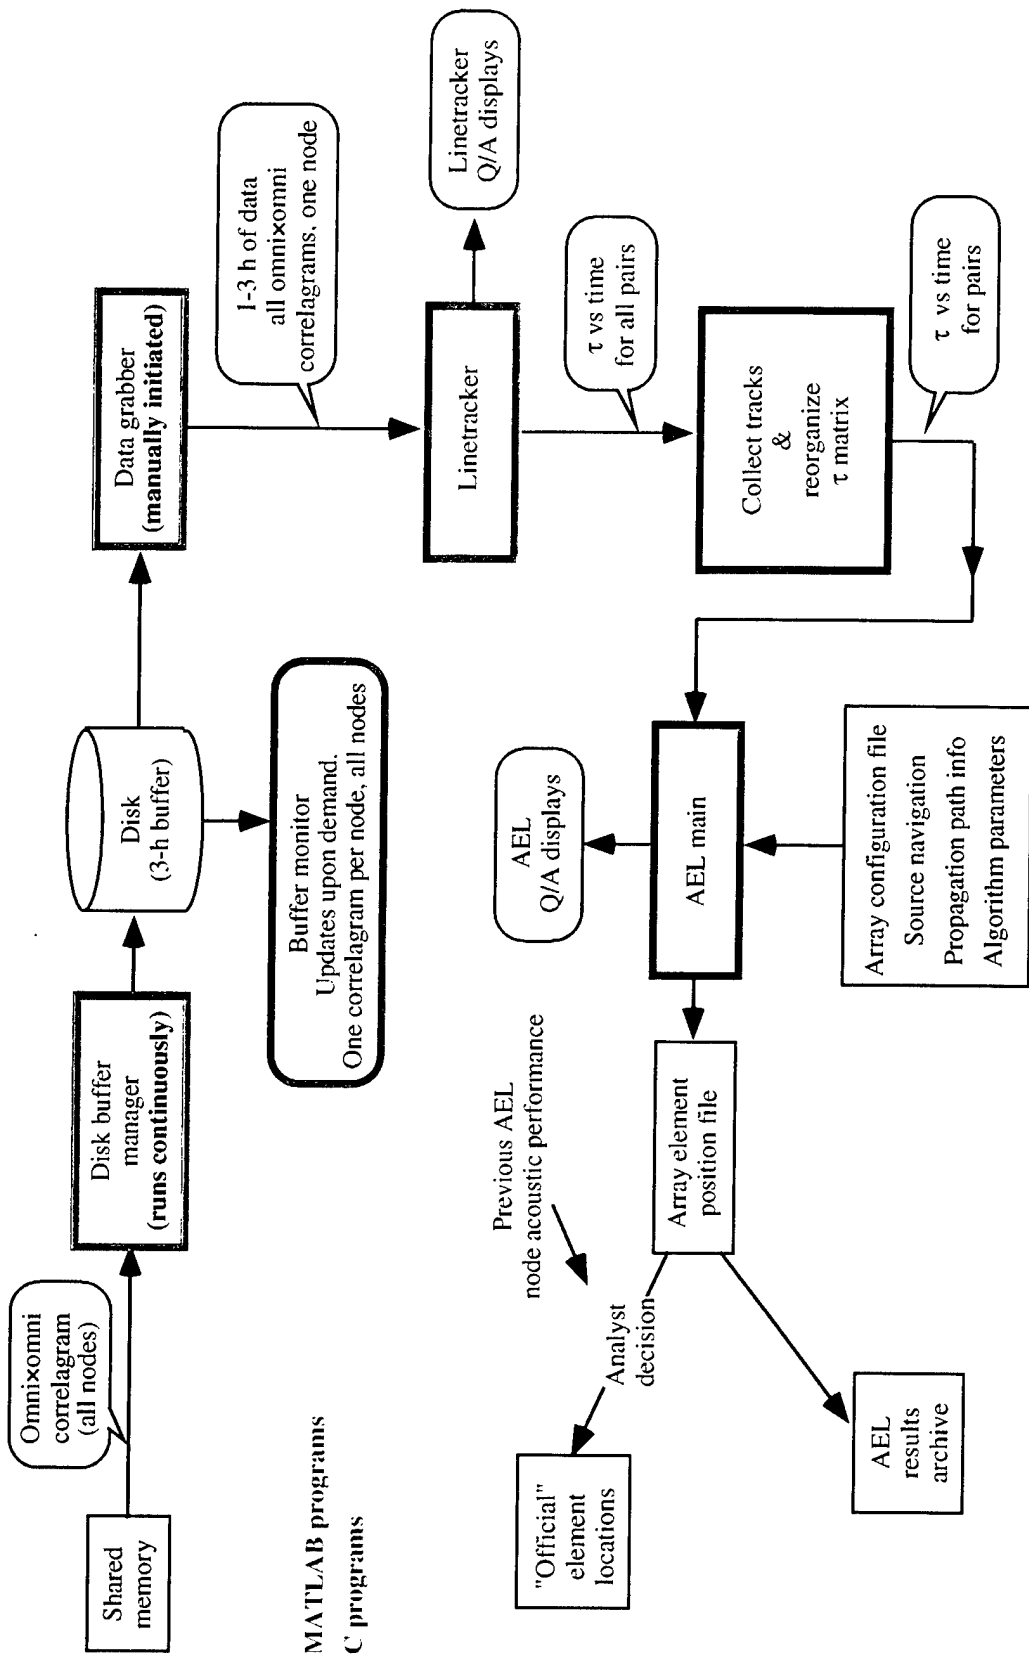 Shared
memory
Omni×omni
correlagram
(all nodes)
Disk buffer
manager
(runs continuously)
Disk
(3-h buffer)
Data grabber
(manually initiated)
1-3 h of data
all omni×omni
correlagrams, one node
Buffer monitor
Updates upon demand.
One correlagram per node, all nodes
Linetracker
Linetracker
Q/A displays
τ vs time
for all pairs
Collect tracks
&
reorganize
τ matrix
τ vs time
for pairs
MATLAB programs
C programs
AEL
Q/A displays
AEL main
Array configuration file
Source navigation
Propagation path info
Algorithm parameters
Previous AEL
node acoustic performance
Array element
position file
Analyst
decision
"Official"
element
locations
AEL
results
archive